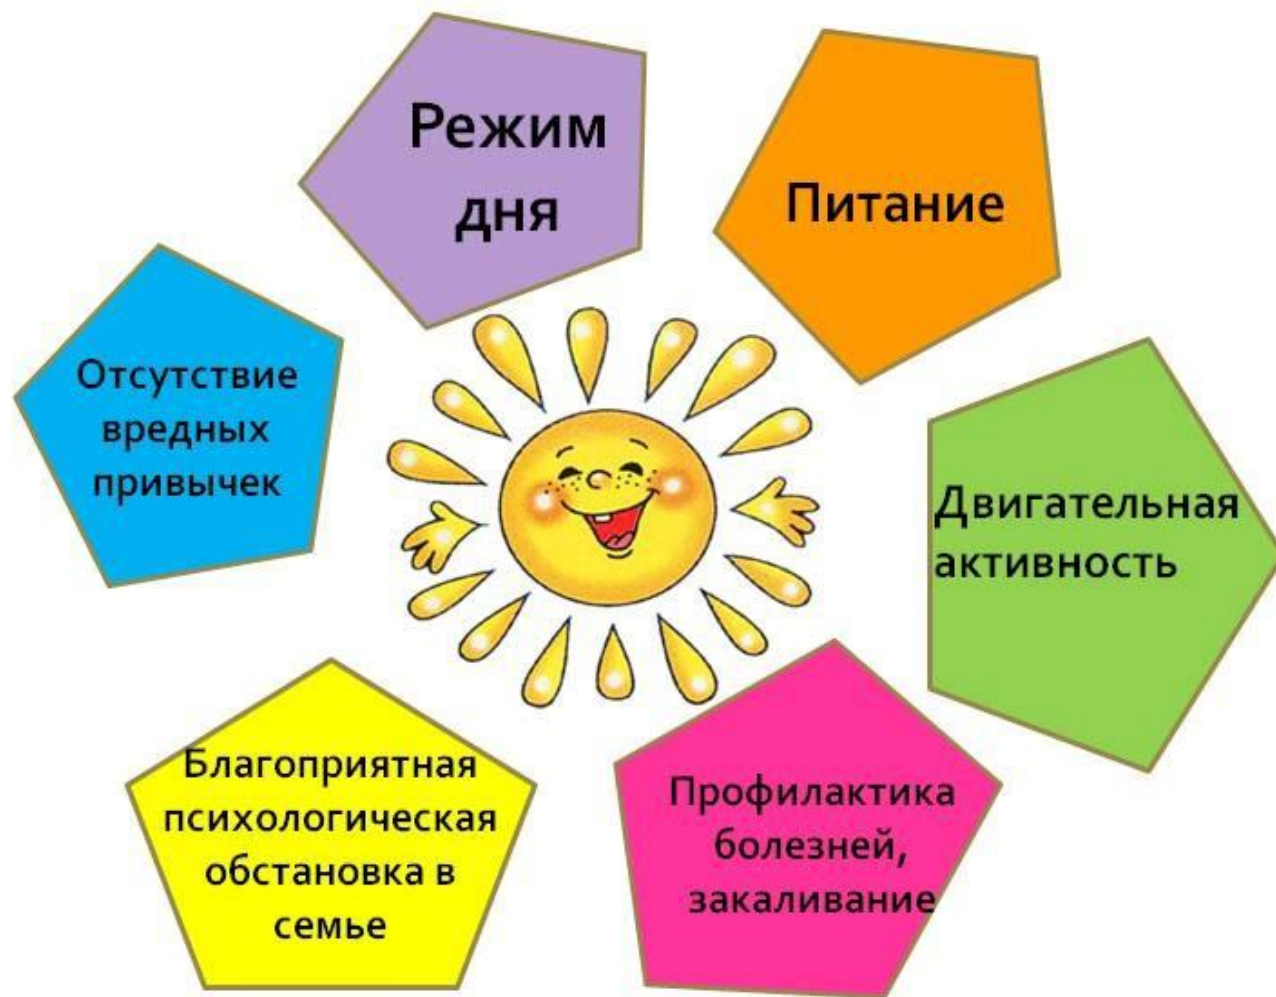 Режим
дня
Питание
Отсутствие
вредных
привычек
Двигательная
активность
Благоприятная
психологическая
обстановка в
семье
Профилактика
болезней,
закаливание